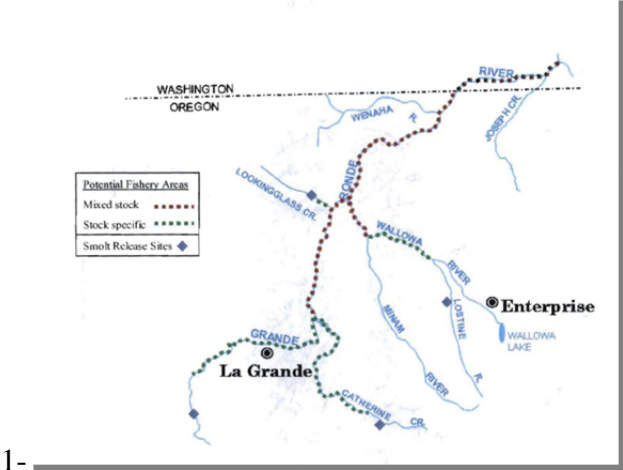 RIVER
WASHINGTON
OREGON
WENAHA
R.
JOSEPH CR.
RONDE
LOOKINGGLASS CR.
Potential Fishery Areas
Mixed stock
Stock specific
Smolt Release Sites
WALLOWA
RIVER
Enterprise
LOSTINE
R.
MINAM
RIVER
WALLOWA
LAKE
GRANDE
La Grande
CATHERINE
CR.
1-